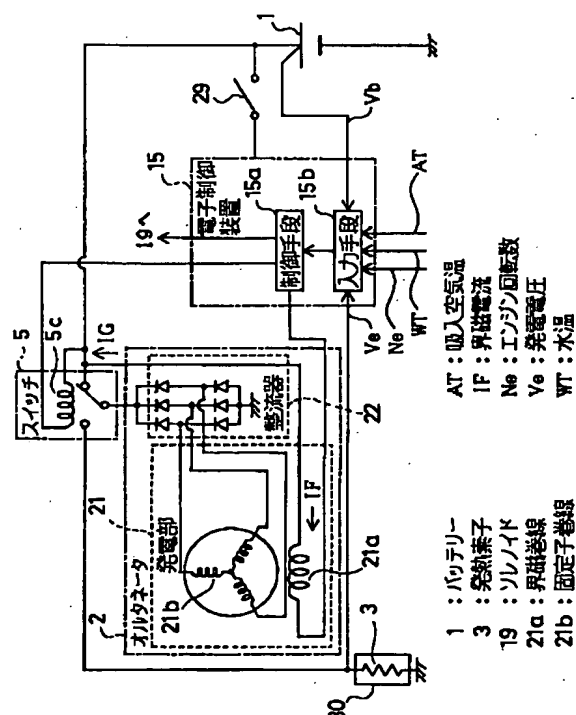 1
29
Vb
15
電子制御
装置
15a
制御手段
15b
入力手段
19へ
AT
WT
Ne
Ve
5
スイッチ
5c
IG
整流器
22
21
発電部
2
オルタネータ
21b
IF
21a
3
30
1 : バッテリー
3 : 発熱素子
19 : ソレノイド
21a : 界磁巻線
21b : 固定子巻線
AT : 吸入空気温
IF : 界磁電流
Ne : エンジン回転数
Ve : 発電電圧
WT : 水温